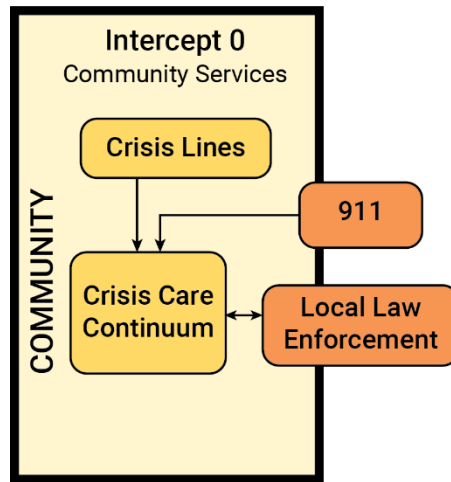 Intercept 0
Community Services
Crisis Lines
911
COMMUNITY
Crisis Care
Continuum
Local Law
Enforcement